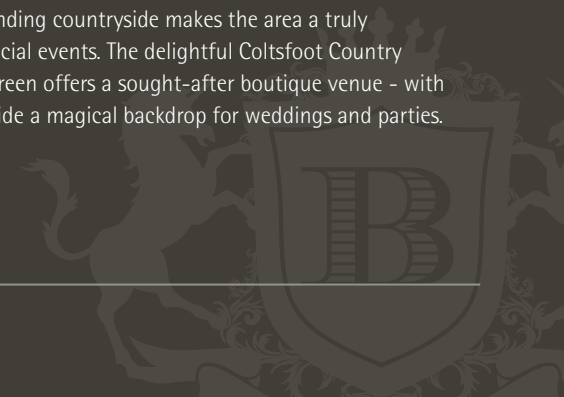 nding countryside makes the area a truly
cial events. The delightful Coltsfoot Country
reen offers a sought-after boutique venue - with
ide a magical backdrop for weddings and parties.
B